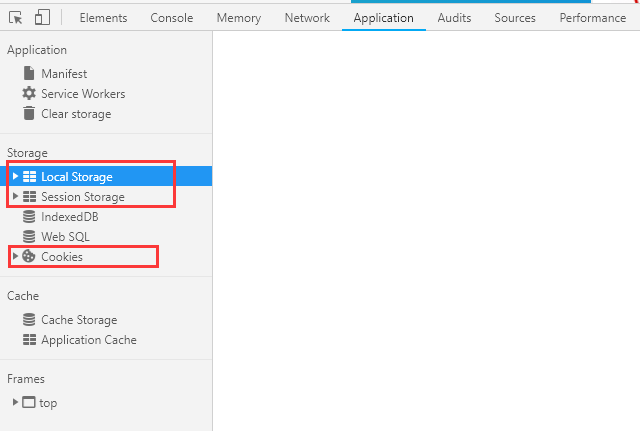 Elements Console Memory Network Application Audits Sources Performance
Application
Manifest
Service Workers
Clear storage
Storage
Local Storage
Session Storage
IndexedDB
Web SQL
Cookies
Cache
Cache Storage
Application Cache
Frames
top